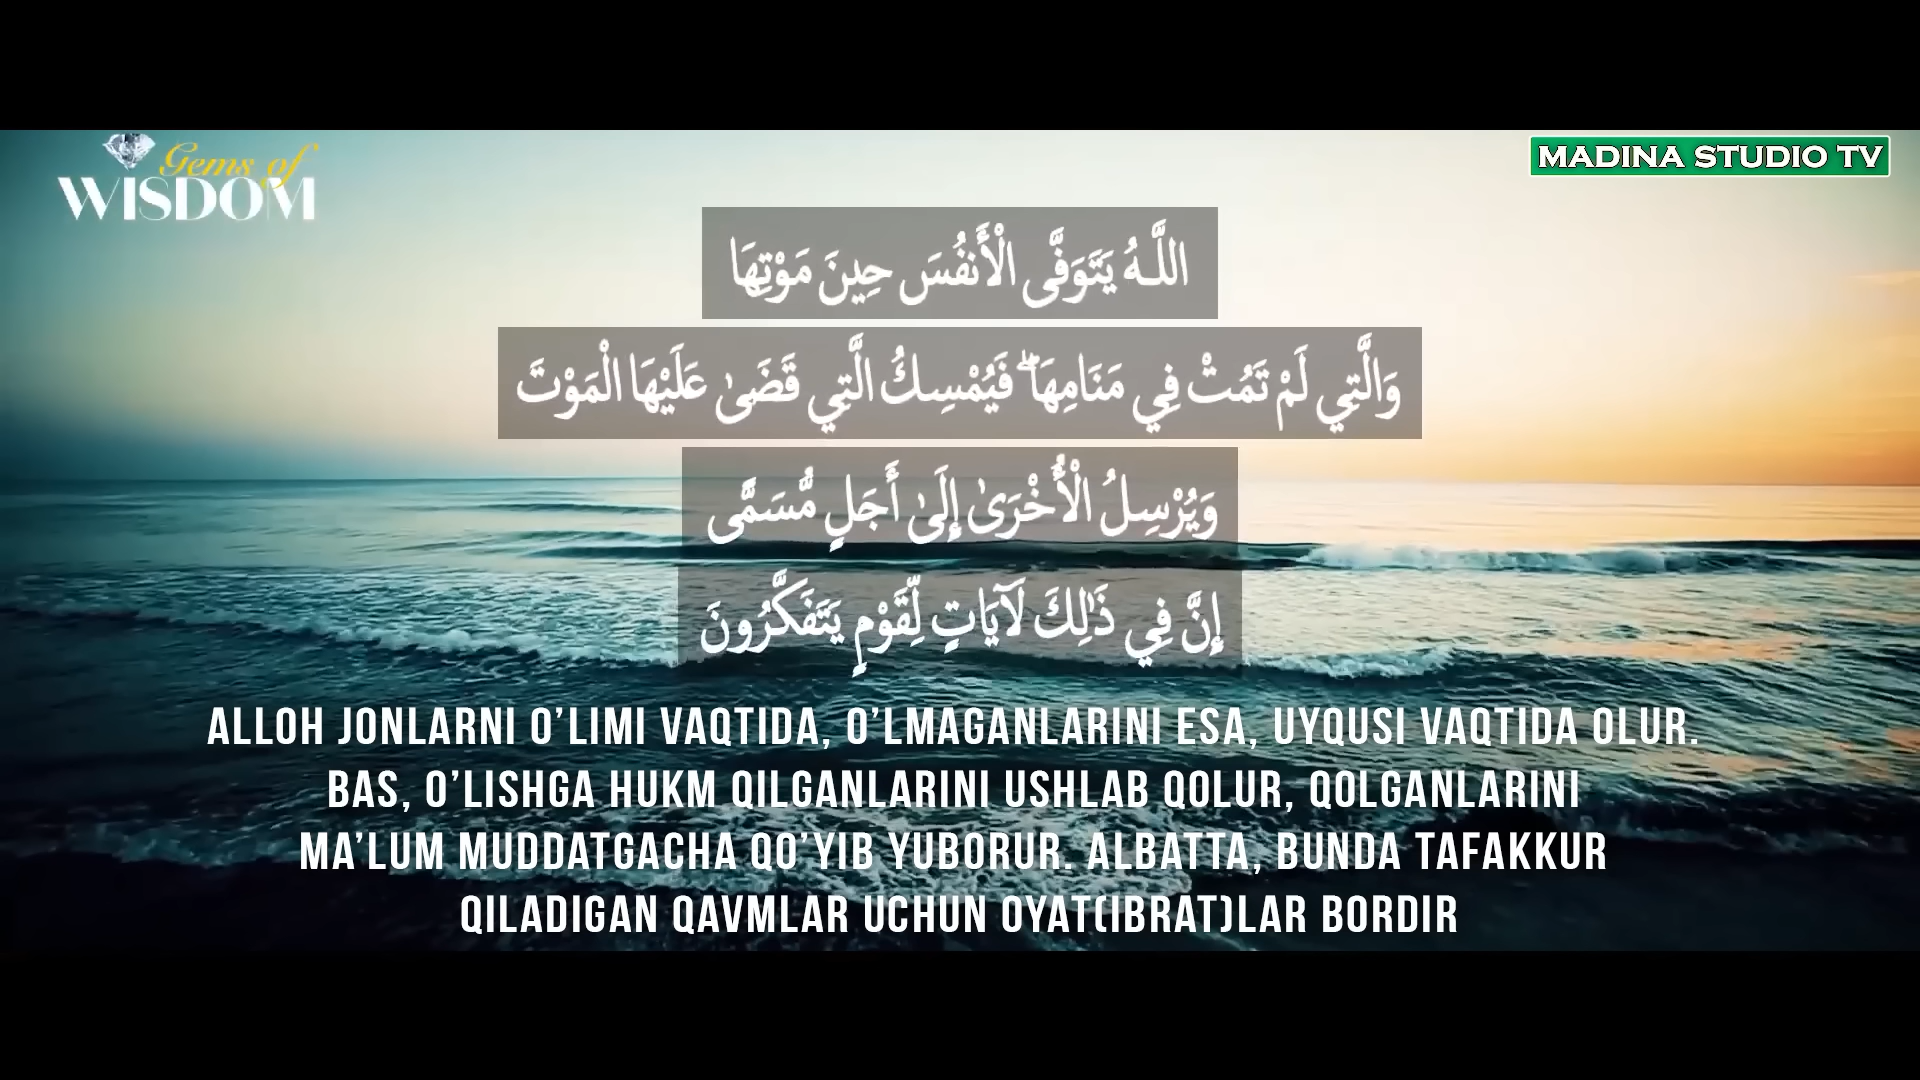 Gems of
WISDOM
MADINA STUDIO TV
اللَّـهُ يَتَوَفَّى الْأَنفُسَ حِينَ مَوْتِهَا
وَالَّتِي لَمْ تَمُتْ فِي مَنَامِهَا ۖ فَيُمْسِكُ الَّتِي قَضَىٰ عَلَيْهَا الْمَوْتَ
وَيُرْسِلُ الْأُخْرَىٰ إِلَىٰ أَجَلٍ مُّسَمًّى
إِنَّ فِي ذَٰلِكَ لَآيَاتٍ لِّقَوْمٍ يَتَفَكَّرُونَ
ALLOH JONLARNI O’LIMI VAQTIDA, O’LMAGANLARINI ESA, UYQUSI VAQTIDA OLUR.
BAS, O’LISHGA HUKM QILGANLARINI USHLAB QOLUR, QOLGANLARINI
MA’LUM MUDDATGACHA QO’YIB YUBORUR. ALBATTA, BUNDA TAFAKKUR
QILADIGAN QAVMLAR UCHUN OYAT(IBRAT)LAR BORDIR